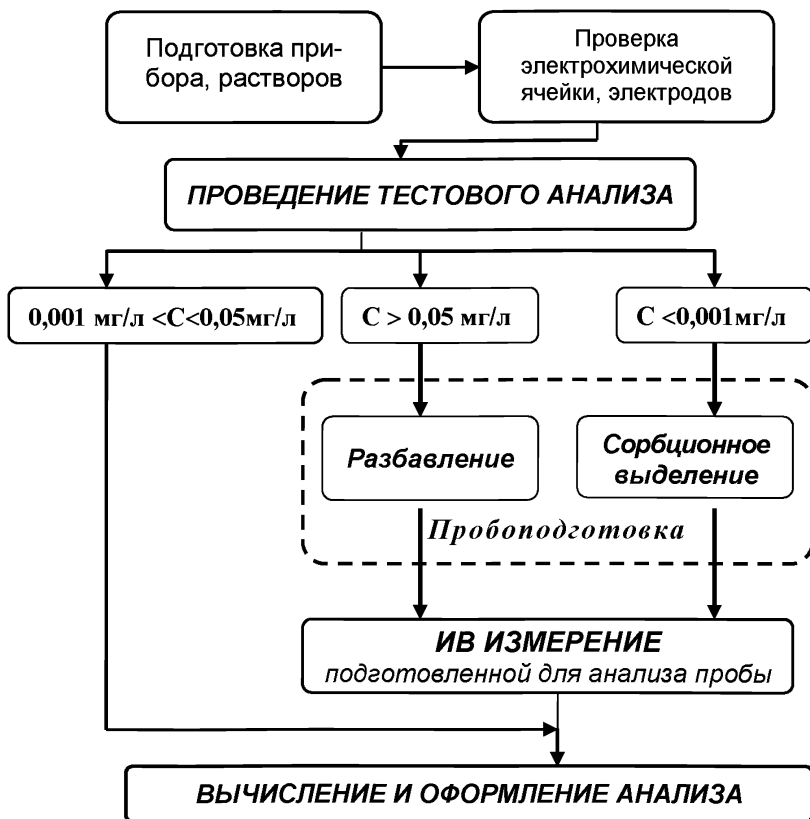 Подготовка при-
бора, растворов
Проверка
электрохимической
ячейки, электродов
ПРОВЕДЕНИЕ ТЕСТОВОГО АНАЛИЗА
0,001 мг/л <C<0,05мг/л
C > 0,05 мг/л
C <0,001мг/л
Разбавление
Сорбционное
выделение
Пробоподготовка
ИВ ИЗМЕРЕНИЕ
подготовленной для анализа пробы
ВЫЧИСЛЕНИЕ И ОФОРМЛЕНИЕ АНАЛИЗА